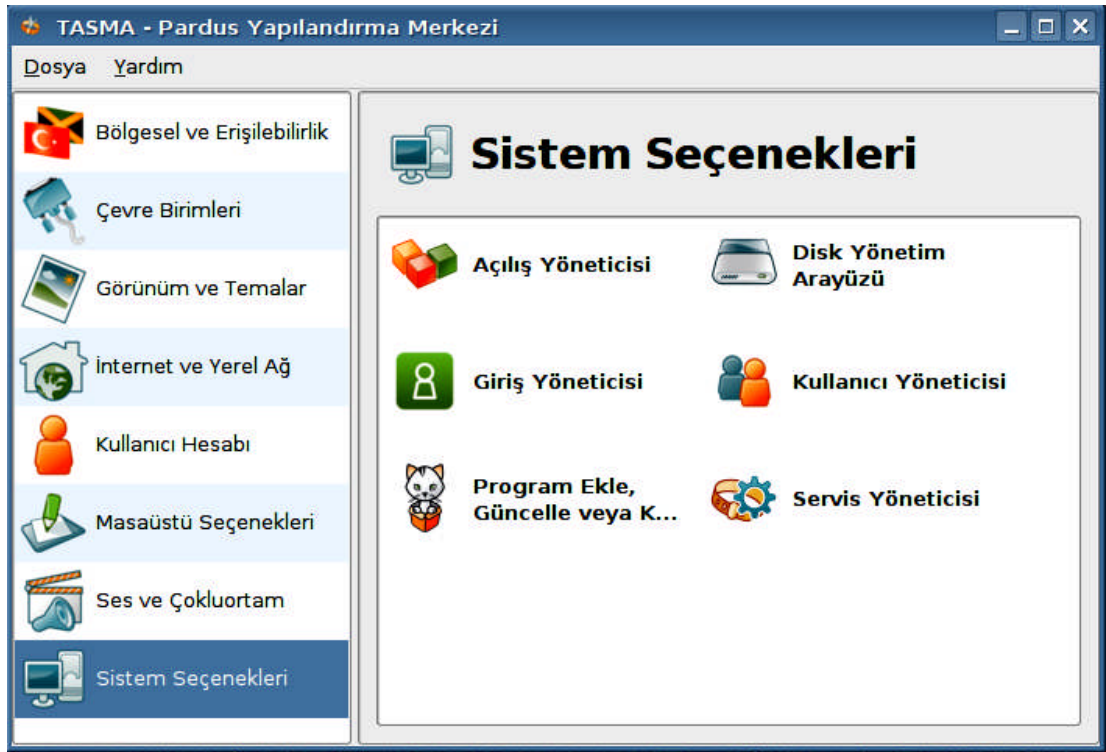 TASMA - Pardus Yapılandırma Merkezi
Dosya Yardım
Bölgesel ve Erişilebilirlik
Çevre Birimleri
Görünüm ve Temalar
İnternet ve Yerel Ağ
Kullanıcı Hesabı
Masaüstü Seçenekleri
Ses ve Çokluortam
Sistem Seçenekleri
Sistem Seçenekleri
Açılış Yöneticisi
Disk Yönetim
Arayüzü
Giriş Yöneticisi
Kullanıcı Yöneticisi
Program Ekle,
Güncelle veya K...
Servis Yöneticisi